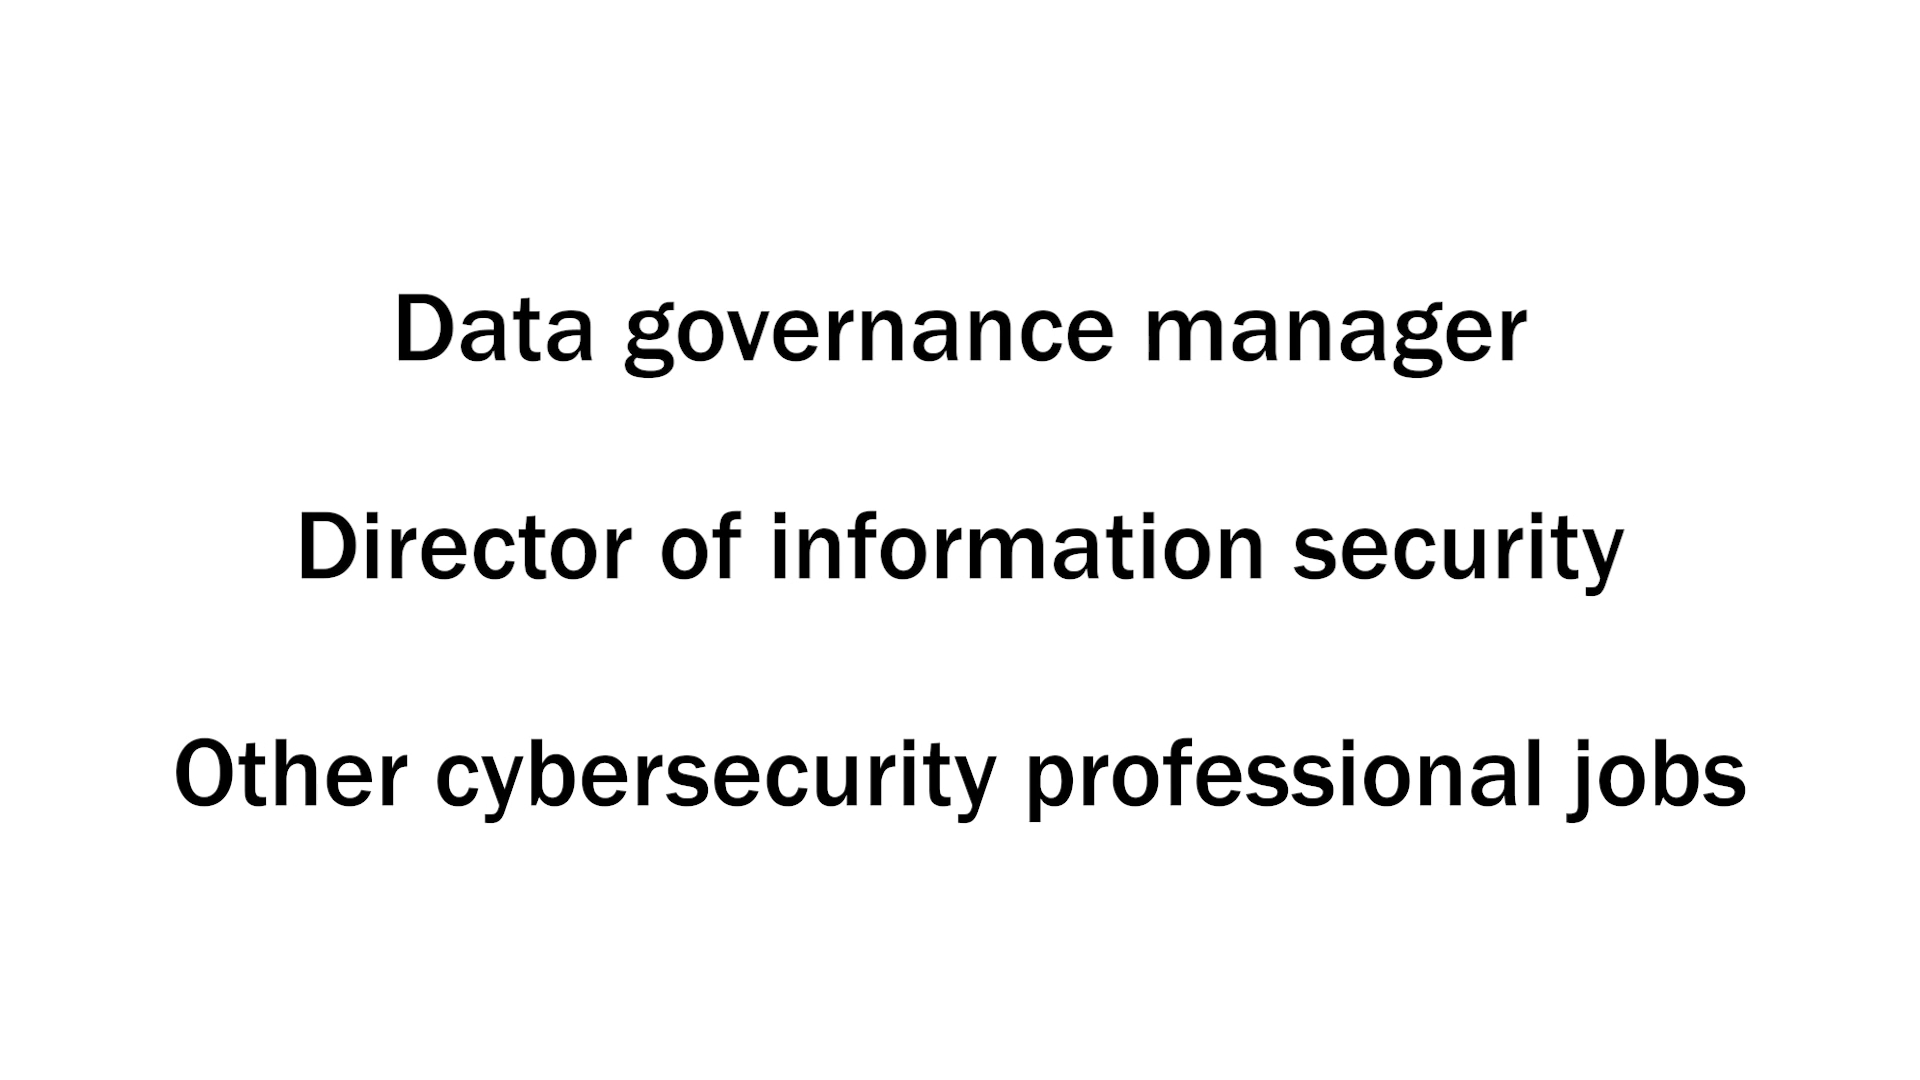 Data governance manager
Director of information security
Other cybersecurity professional jobs